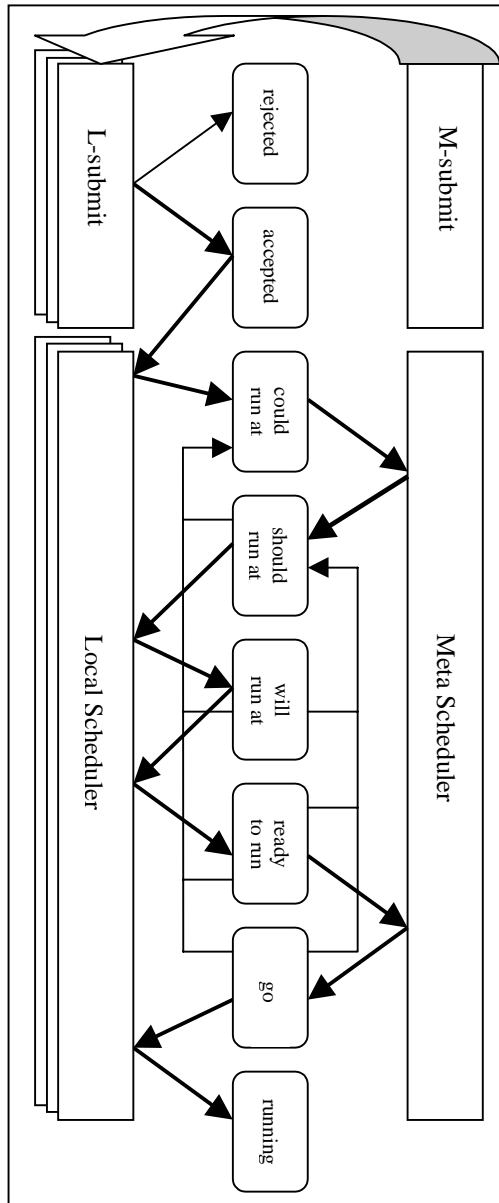 M-submit
Meta Scheduler
rejected
accepted
could
run at
should
run at
will
run at
ready
to run
go
running
L-submit
Local Scheduler